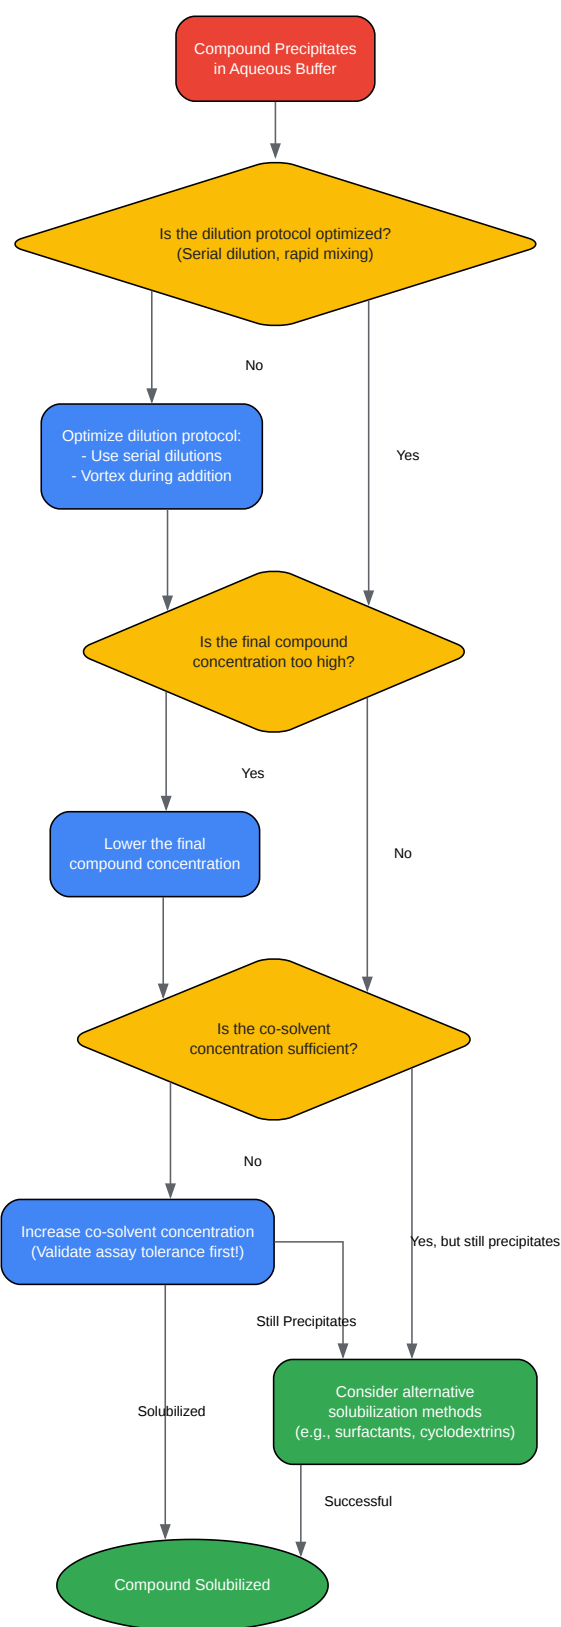 Compound Precipitates
in Aqueous Buffer
Is the dilution protocol optimized?
(Serial dilution, rapid mixing)
No
Optimize dilution protocol:
- Use serial dilutions
- Vortex during addition
Yes
Is the final compound
concentration too high?
Yes
Lower the final
compound concentration
No
Is the co-solvent
concentration sufficient?
No
Increase co-solvent concentration
(Validate assay tolerance first!)
Yes, but still precipitates
Still Precipitates
Consider alternative
solubilization methods
(e.g., surfactants, cyclodextrins)
Solubilized
Successful
Compound Solubilized